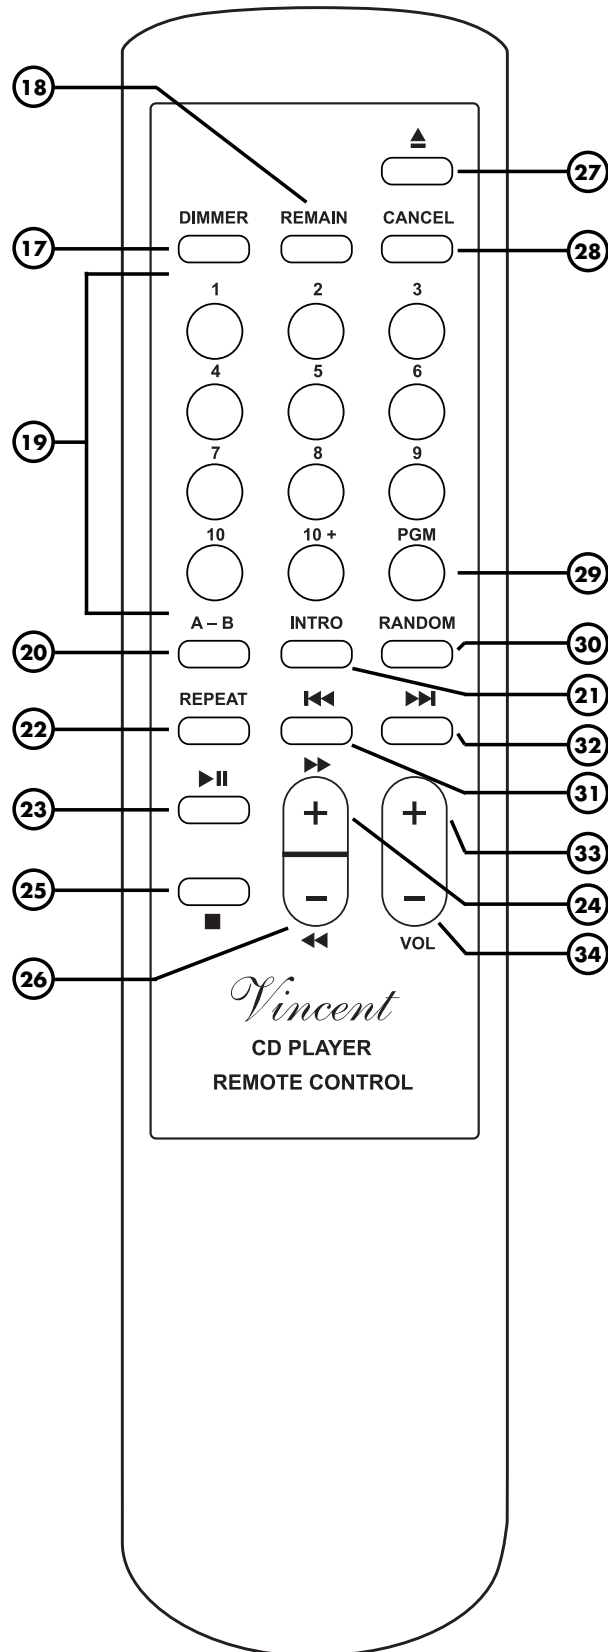 18
27
DIMMER REMAIN CANCEL
17
28
1 2 3
4 5 6
19
7 8 9
10 10 + PGM
29
A – B INTRO RANDOM
20
30
REPEAT ⏮ ⏭
21
22
32
⏯ ▶▶
31
23
+ +
33
25
24
– –
■ ◀◀ VOL
34
26
Vincent
CD PLAYER
REMOTE CONTROL